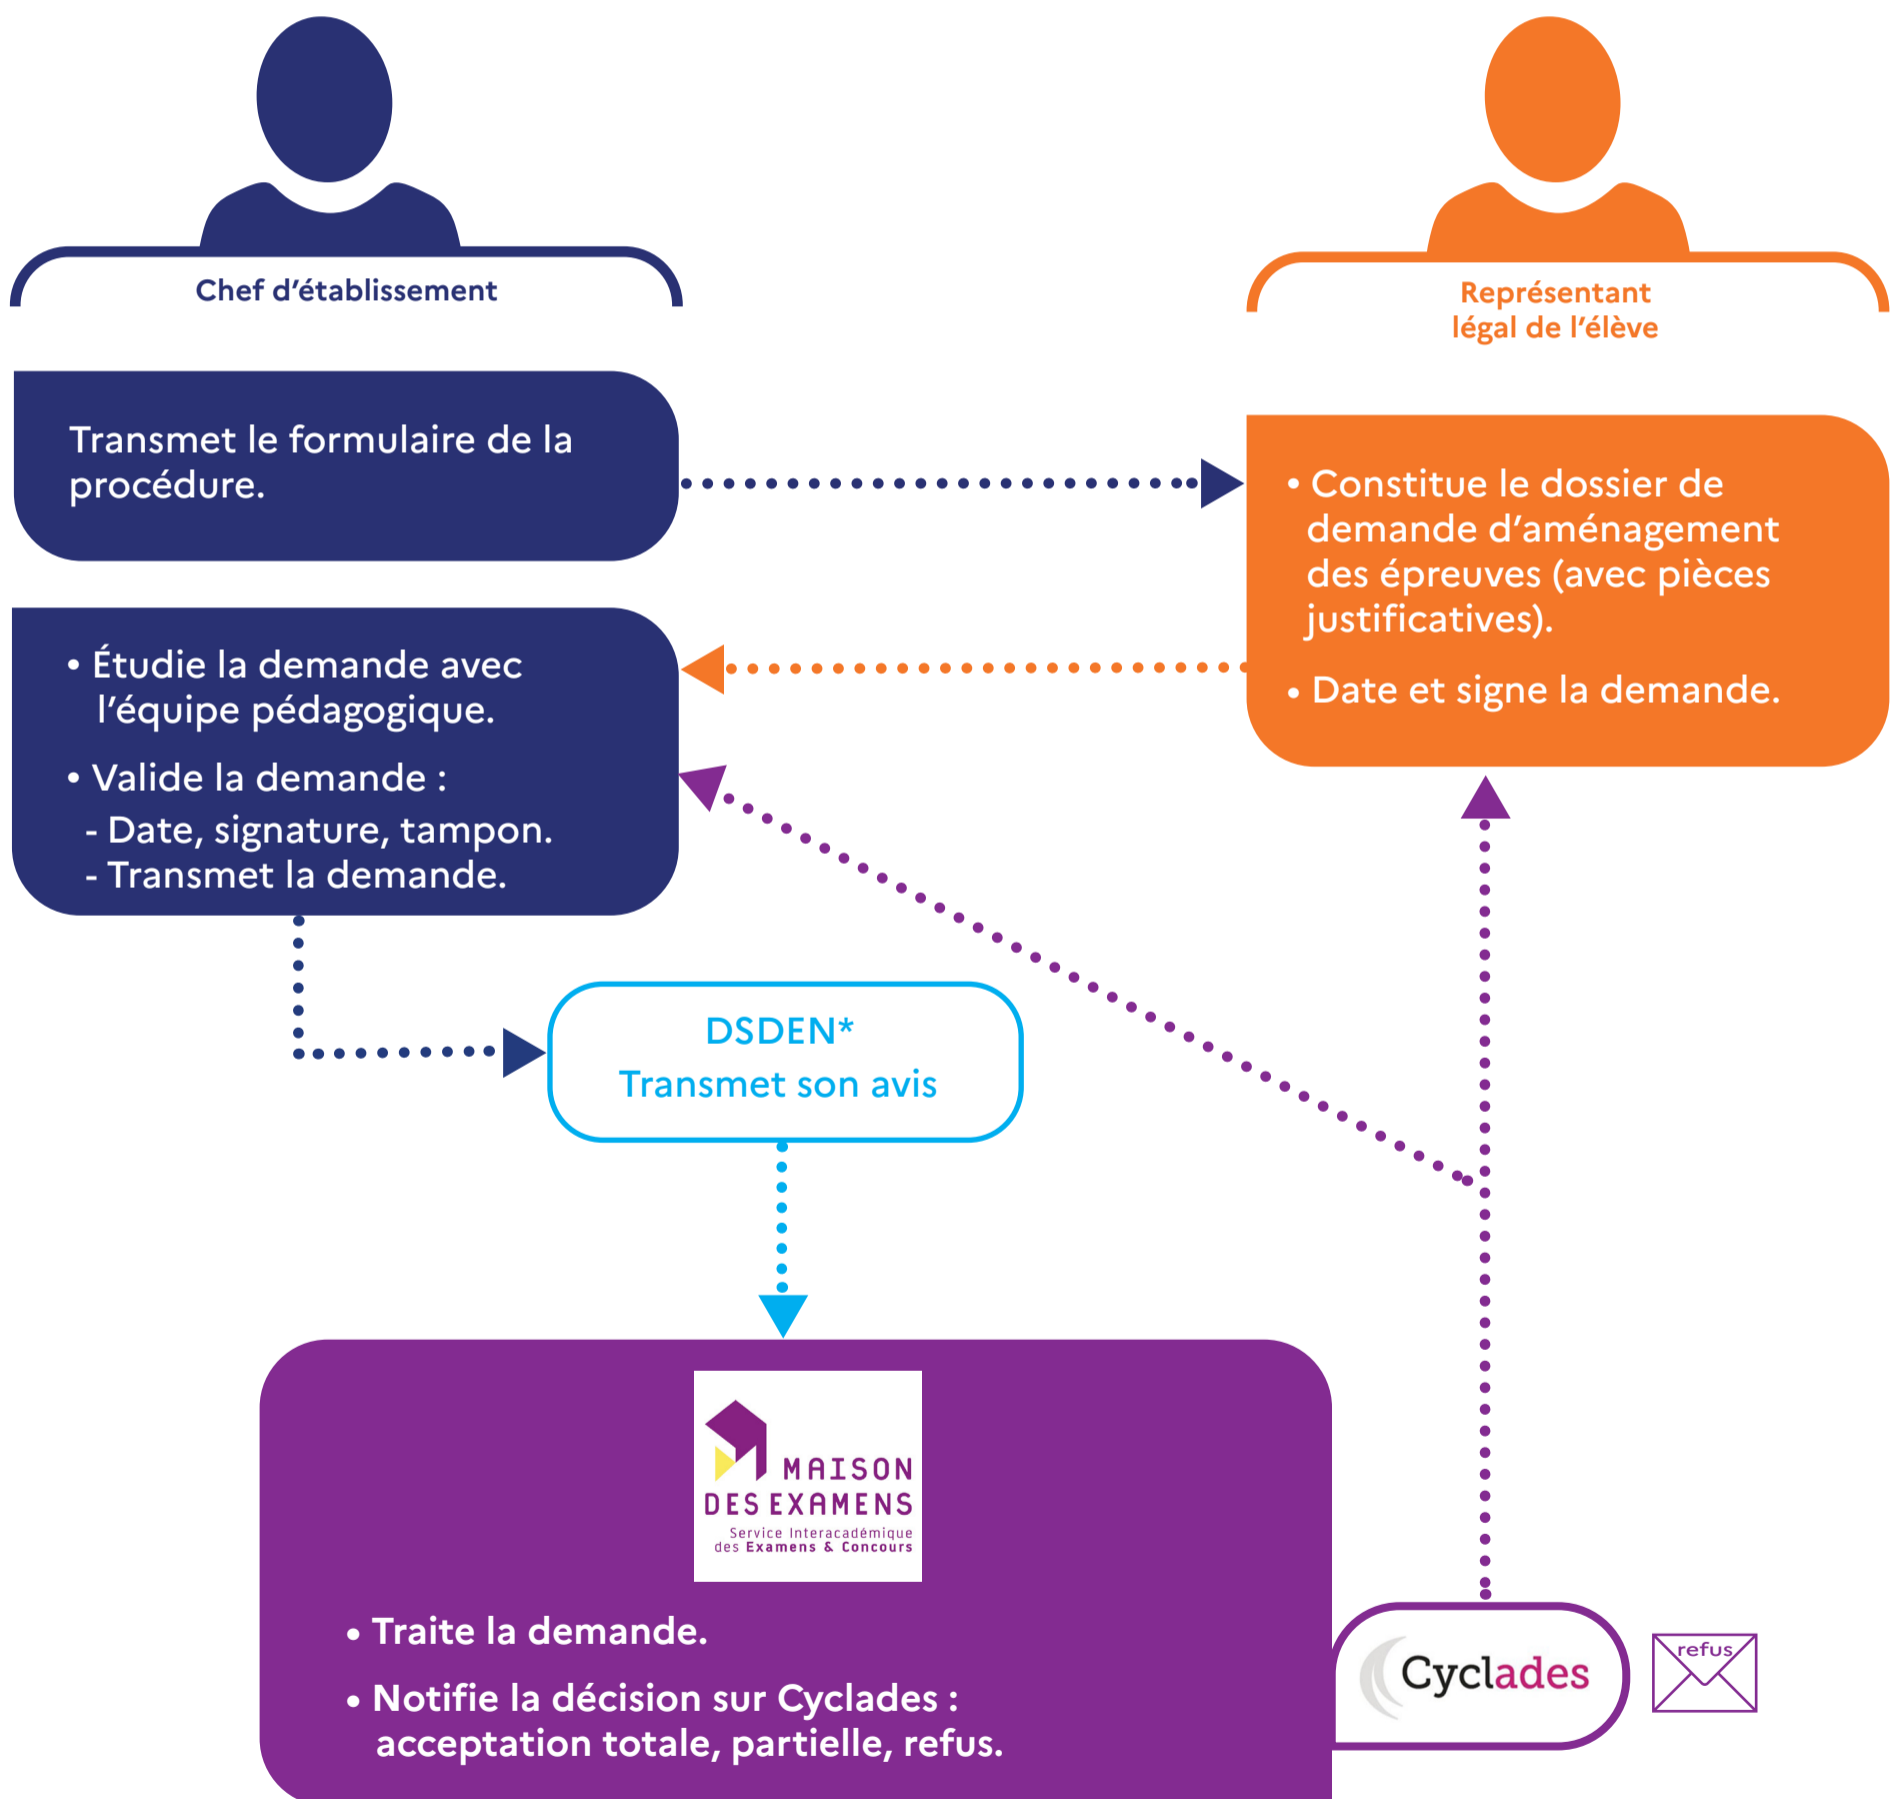 Chef d'établissement
Représentant
légal de l'élève
Transmet le formulaire de la
procédure.
• Constitue le dossier de
demande d'aménagement
des épreuves (avec pièces
justificatives).
• Date et signe la demande.
• Étudie la demande avec
l'équipe pédagogique.
• Valide la demande :
- Date, signature, tampon.
- Transmet la demande.
DSDEN*
Transmet son avis
MAISON
DES EXAMENS
Service Interacadémique
des Examens & Concours
• Traite la demande.
• Notifie la décision sur Cyclades :
acceptation totale, partielle, refus.
Cyclades
refus